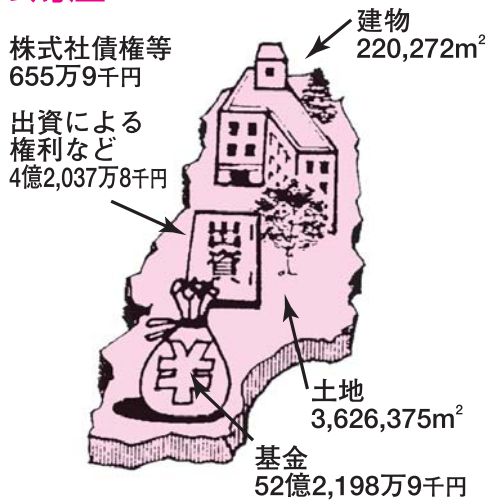 建物
220,272m²
株式社債権等
655万9千円
出資による
権利など
4億2,037万8千円
出資
¥
土地
3,626,375m²
基金
52億2,198万9千円